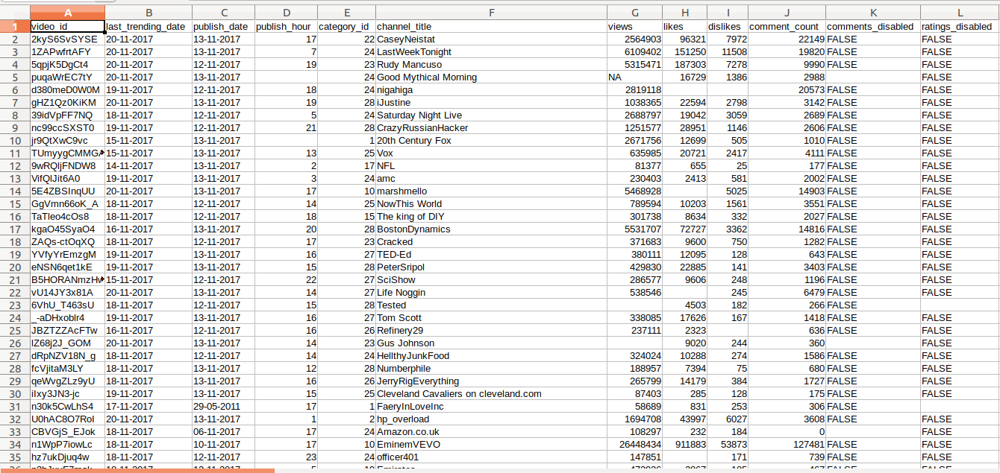 A B C D E F G H I J K L
1 video_id last_trending_date publish_date publish_hour category_id channel_title views likes dislikes comment_count comments_disabled ratings_disabled
2 2kyS6SvSYSE 20-11-2017 13-11-2017 17 22 CaseyNeistat 2564903 96321 7972 22149 FALSE FALSE
3 1ZAPwfrtAFY 20-11-2017 13-11-2017 7 24 LastWeekTonight 6109402 151250 11508 19820 FALSE FALSE
4 5qpjK5DgCt4 20-11-2017 12-11-2017 19 23 Rudy Mancuso 5315471 187303 7278 9990 FALSE FALSE
5 puqaWrEC7tY 20-11-2017 13-11-2017 24 Good Mythical Morning NA 16729 1386 2988 FALSE
6 d380meD0W0M 19-11-2017 12-11-2017 18 24 nigahiga 2819118 20573 FALSE FALSE
7 gHZ1Qz0KiKM 20-11-2017 13-11-2017 19 28 iJustine 1038365 22594 2798 3142 FALSE FALSE
8 39idVpFF7NQ 18-11-2017 12-11-2017 5 24 Saturday Night Live 2688797 19042 3059 2689 FALSE FALSE
9 nc99ccSXST0 19-11-2017 12-11-2017 21 28 CrazyRussianHacker 1251577 28951 1146 2606 FALSE FALSE
10 jr9QtXwC9vc 15-11-2017 13-11-2017 1 20th Century Fox 2671756 12699 505 1010 FALSE FALSE
11 TUmyygCMMGA 15-11-2017 13-11-2017 13 25 Vox 635985 20721 2417 4111 FALSE FALSE
12 9wRQljFNDW8 14-11-2017 13-11-2017 2 17 NFL 81377 655 25 177 FALSE FALSE
13 VifQlJit6A0 19-11-2017 13-11-2017 3 24 amc 230403 2413 581 2002 FALSE FALSE
14 5E4ZBSInqUU 20-11-2017 13-11-2017 17 10 marshmello 5468928 5025 14903 FALSE FALSE
15 GgVmn66oK_A 18-11-2017 12-11-2017 14 25 NowThis World 789594 10203 1561 3551 FALSE FALSE
16 TaTleo4cOs8 18-11-2017 12-11-2017 18 15 The king of DIY 301738 8634 332 2027 FALSE FALSE
17 kgaO45SyaO4 16-11-2017 13-11-2017 20 28 BostonDynamics 5531707 72727 3362 14816 FALSE FALSE
18 ZAQs-ctOqXQ 18-11-2017 12-11-2017 17 23 Cracked 371683 9600 750 1282 FALSE FALSE
19 YVfyYrEmzgM 19-11-2017 13-11-2017 16 27 TED-Ed 380111 12095 128 643 FALSE FALSE
20 eNSN6qet1kE 19-11-2017 13-11-2017 15 28 PeterSripol 429830 22885 141 3403 FALSE FALSE
21 B5HORANmzHw 15-11-2017 12-11-2017 22 27 SciShow 286577 9606 248 1196 FALSE FALSE
22 vU14JY3x81A 20-11-2017 13-11-2017 14 27 Life Noggin 538546 245 6479 FALSE FALSE
23 6VhU_T463sU 18-11-2017 12-11-2017 15 28 Tested 4503 182 266 FALSE
24 _-aDHxoblr4 19-11-2017 13-11-2017 16 27 Tom Scott 338085 17626 167 1418 FALSE FALSE
25 JBZTZZAcFTw 16-11-2017 12-11-2017 16 26 Refinery29 237111 2323 636 FALSE FALSE
26 lZ68j2J_GOM 20-11-2017 13-11-2017 14 23 Gus Johnson 9020 244 360 FALSE
27 dRpNZV18N_g 18-11-2017 12-11-2017 14 24 HellthyJunkFood 324024 10288 274 1586 FALSE FALSE
28 fcVjitaM3LY 18-11-2017 13-11-2017 12 28 Numberphile 188957 7394 75 680 FALSE FALSE
29 qeWvgZLz9yU 18-11-2017 13-11-2017 16 26 JerryRigEverything 265799 14179 384 1727 FALSE FALSE
30 iIxy3JN3-jc 19-11-2017 13-11-2017 15 25 Cleveland Cavaliers on cleveland.com 87403 285 128 175 FALSE FALSE
31 n30k5CwLhS4 17-11-2017 29-05-2011 17 1 FaeryInLoveInc 58689 831 253 306 FALSE
32 U0hAC8O7RoI 20-11-2017 13-11-2017 1 2 hp_overload 1694708 43997 6027 3608 FALSE FALSE
33 CBVGjS_EJok 18-11-2017 06-11-2017 17 24 Amazon.co.uk 108297 232 184 0 FALSE
34 n1WpP7iowLc 18-11-2017 10-11-2017 17 10 EminemVEVO 26448434 911883 53873 127481 FALSE FALSE
35 hz7ukDjuq4w 18-11-2017 12-11-2017 23 24 officer401 147851 171 739 FALSE FALSE